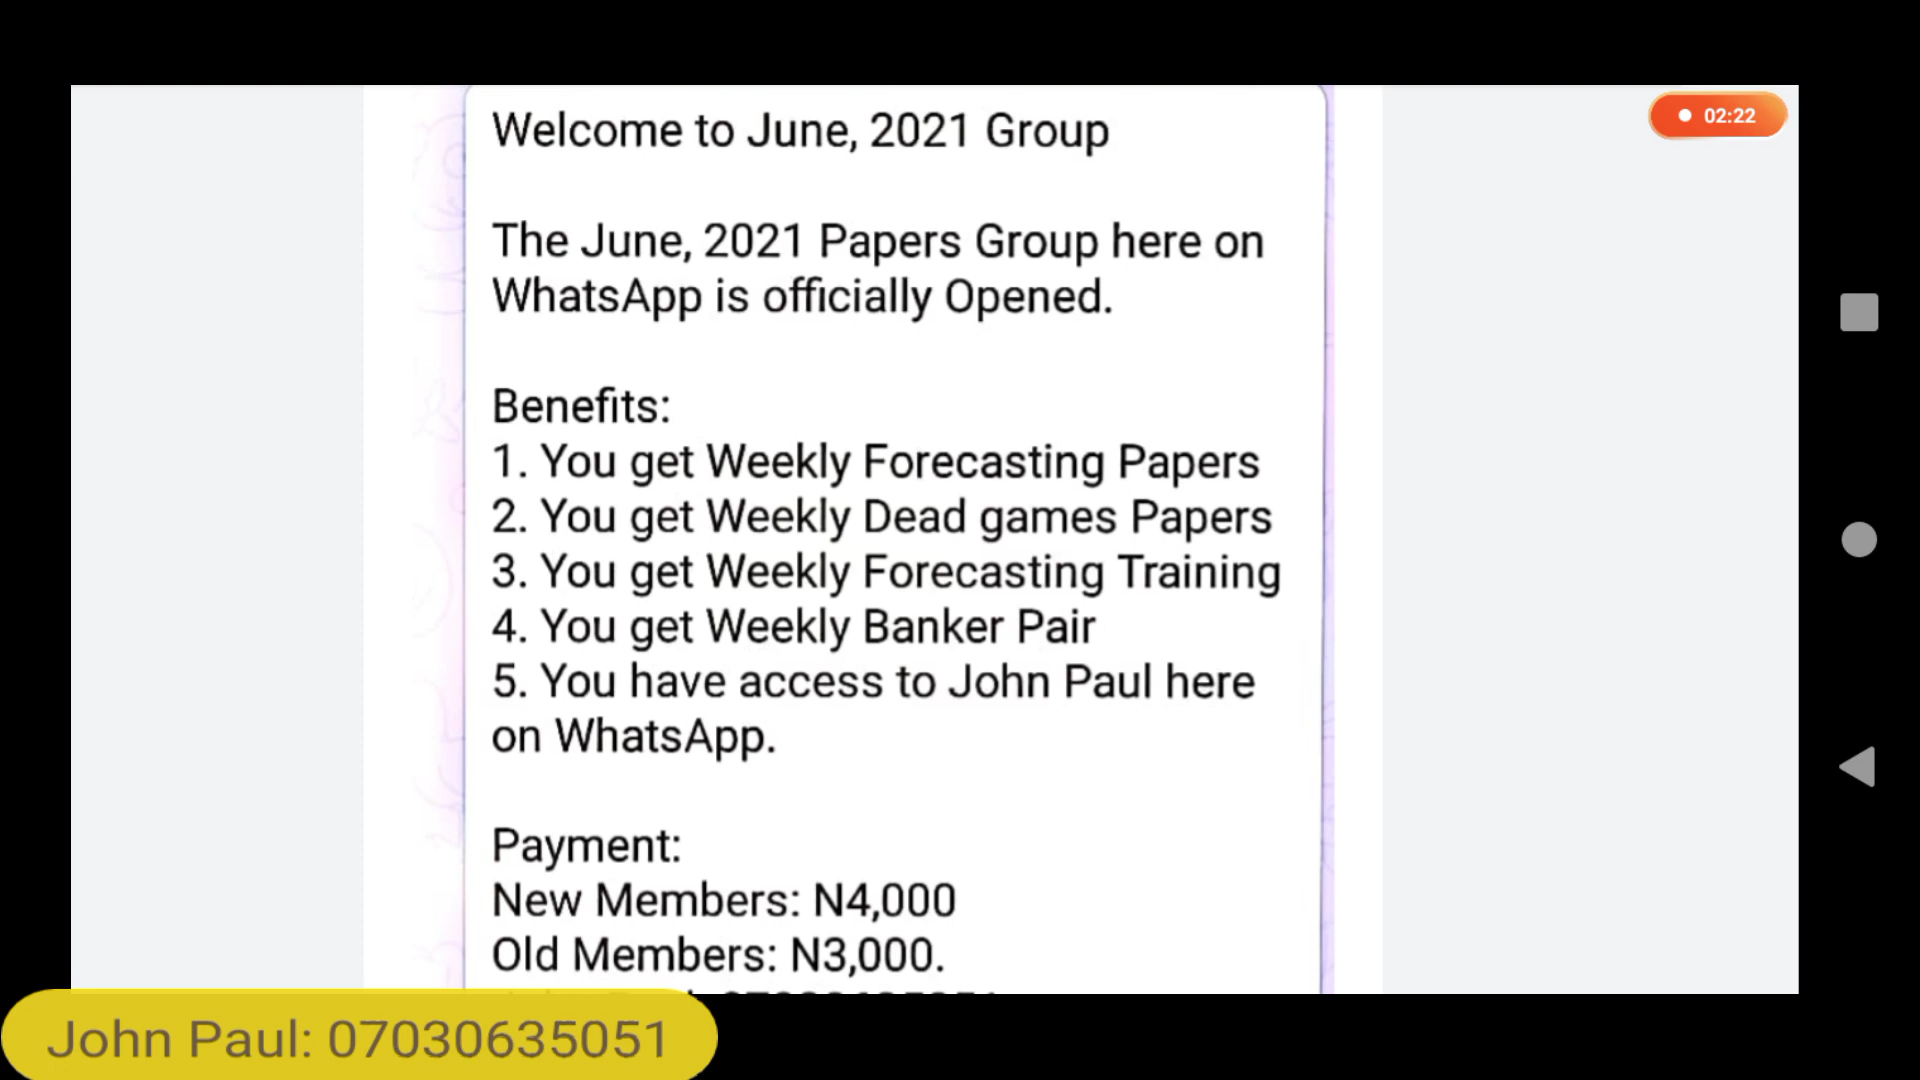 Welcome to June, 2021 Group
02:22
The June, 2021 Papers Group here on
WhatsApp is officially Opened.
Benefits:
1. You get Weekly Forecasting Papers
2. You get Weekly Dead games Papers
3. You get Weekly Forecasting Training
4. You get Weekly Banker Pair
5. You have access to John Paul here
on WhatsApp.
Payment:
New Members: N4,000
Old Members: N3,000.
John Paul: 07030635051